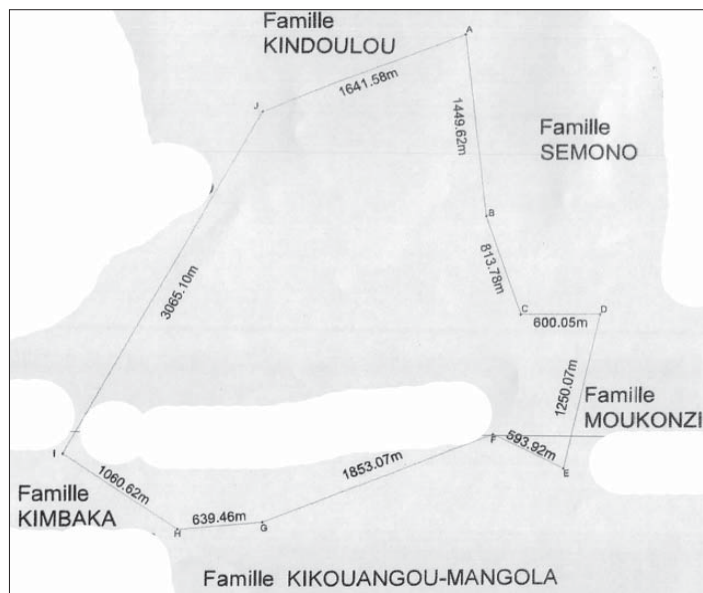 Famille
KINDOULOU
A
1641.58m
J
1449.62m
Famille
SEMONO
B
813.78m
3065.10m
C
D
600.05m
1250.07m
Famille
MOUKONZI
F
593.92m
E
1853.07m
I
1060.62m
Famille
KIMBAKA
639.46m
H
G
Famille KIKOUANGOU-MANGOLA